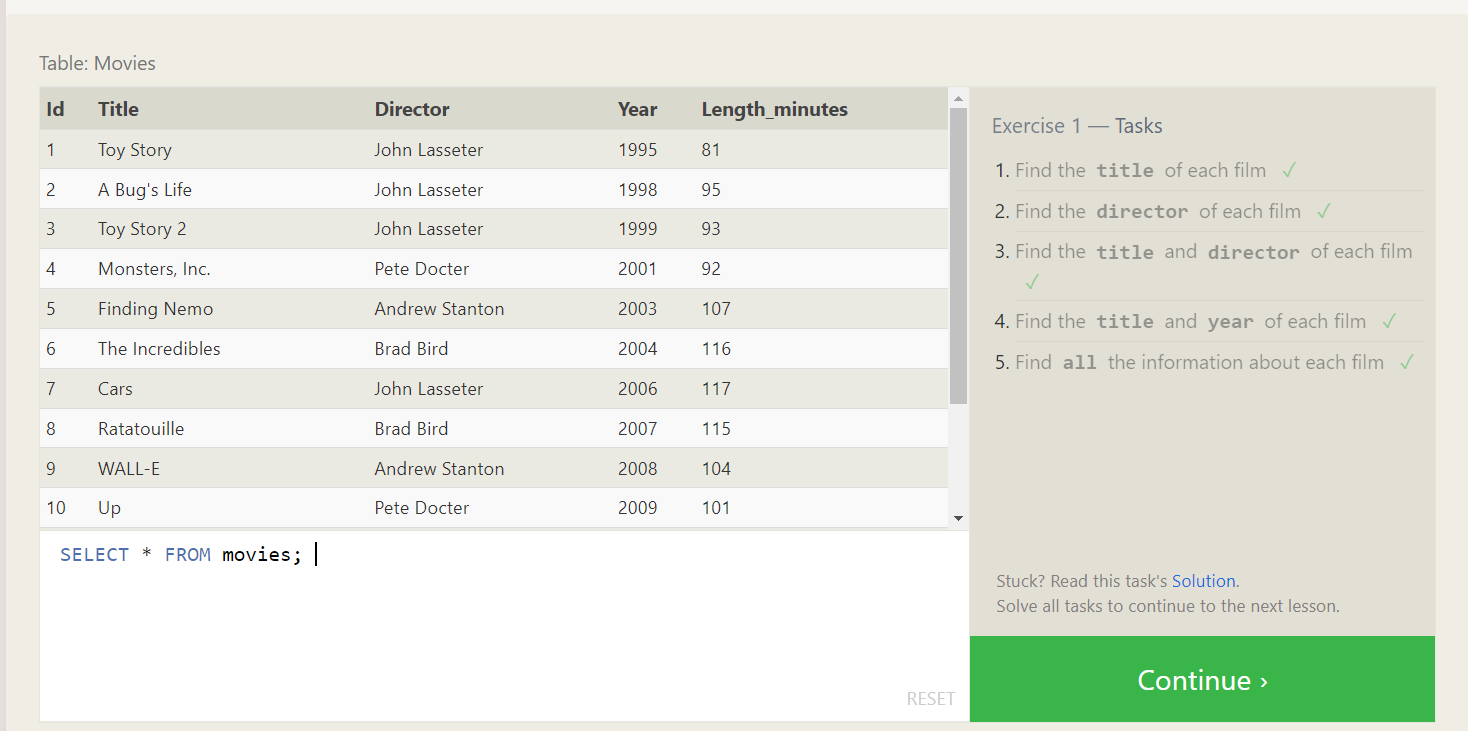 Table: Movies
Id Title Director Year Length_minutes
1 Toy Story John Lasseter 1995 81
2 A Bug's Life John Lasseter 1998 95
3 Toy Story 2 John Lasseter 1999 93
4 Monsters, Inc. Pete Docter 2001 92
5 Finding Nemo Andrew Stanton 2003 107
6 The Incredibles Brad Bird 2004 116
7 Cars John Lasseter 2006 117
8 Ratatouille Brad Bird 2007 115
9 WALL-E Andrew Stanton 2008 104
10 Up Pete Docter 2009 101
SELECT * FROM movies;
RESET
Exercise 1 — Tasks
1. Find the title of each film ✓
2. Find the director of each film ✓
3. Find the title and director of each film
✓
4. Find the title and year of each film ✓
5. Find all the information about each film ✓
Stuck? Read this task's Solution.
Solve all tasks to continue to the next lesson.
Continue ›